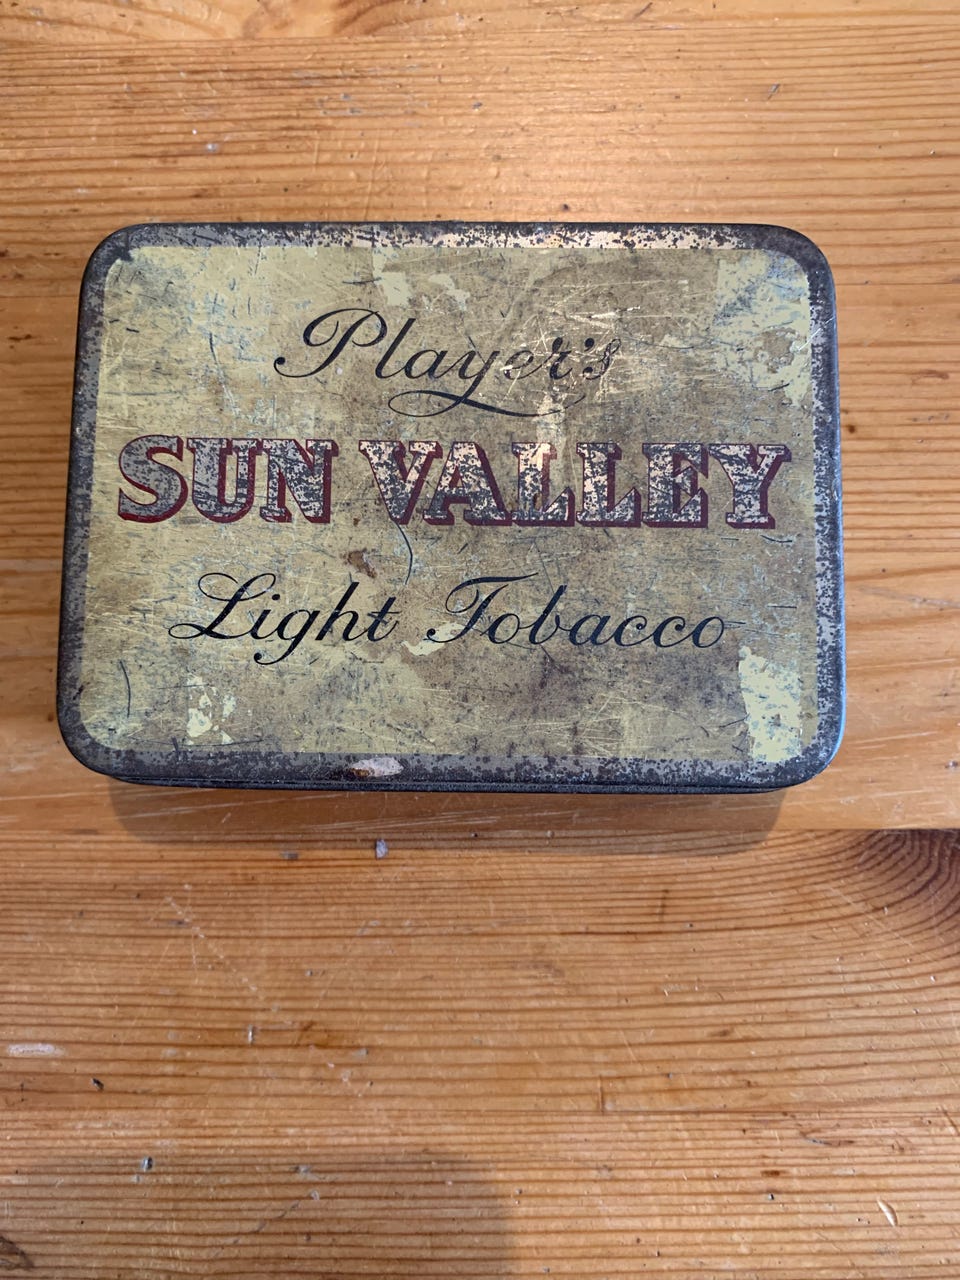 Player's
SUN VALLEY
Light Tobacco